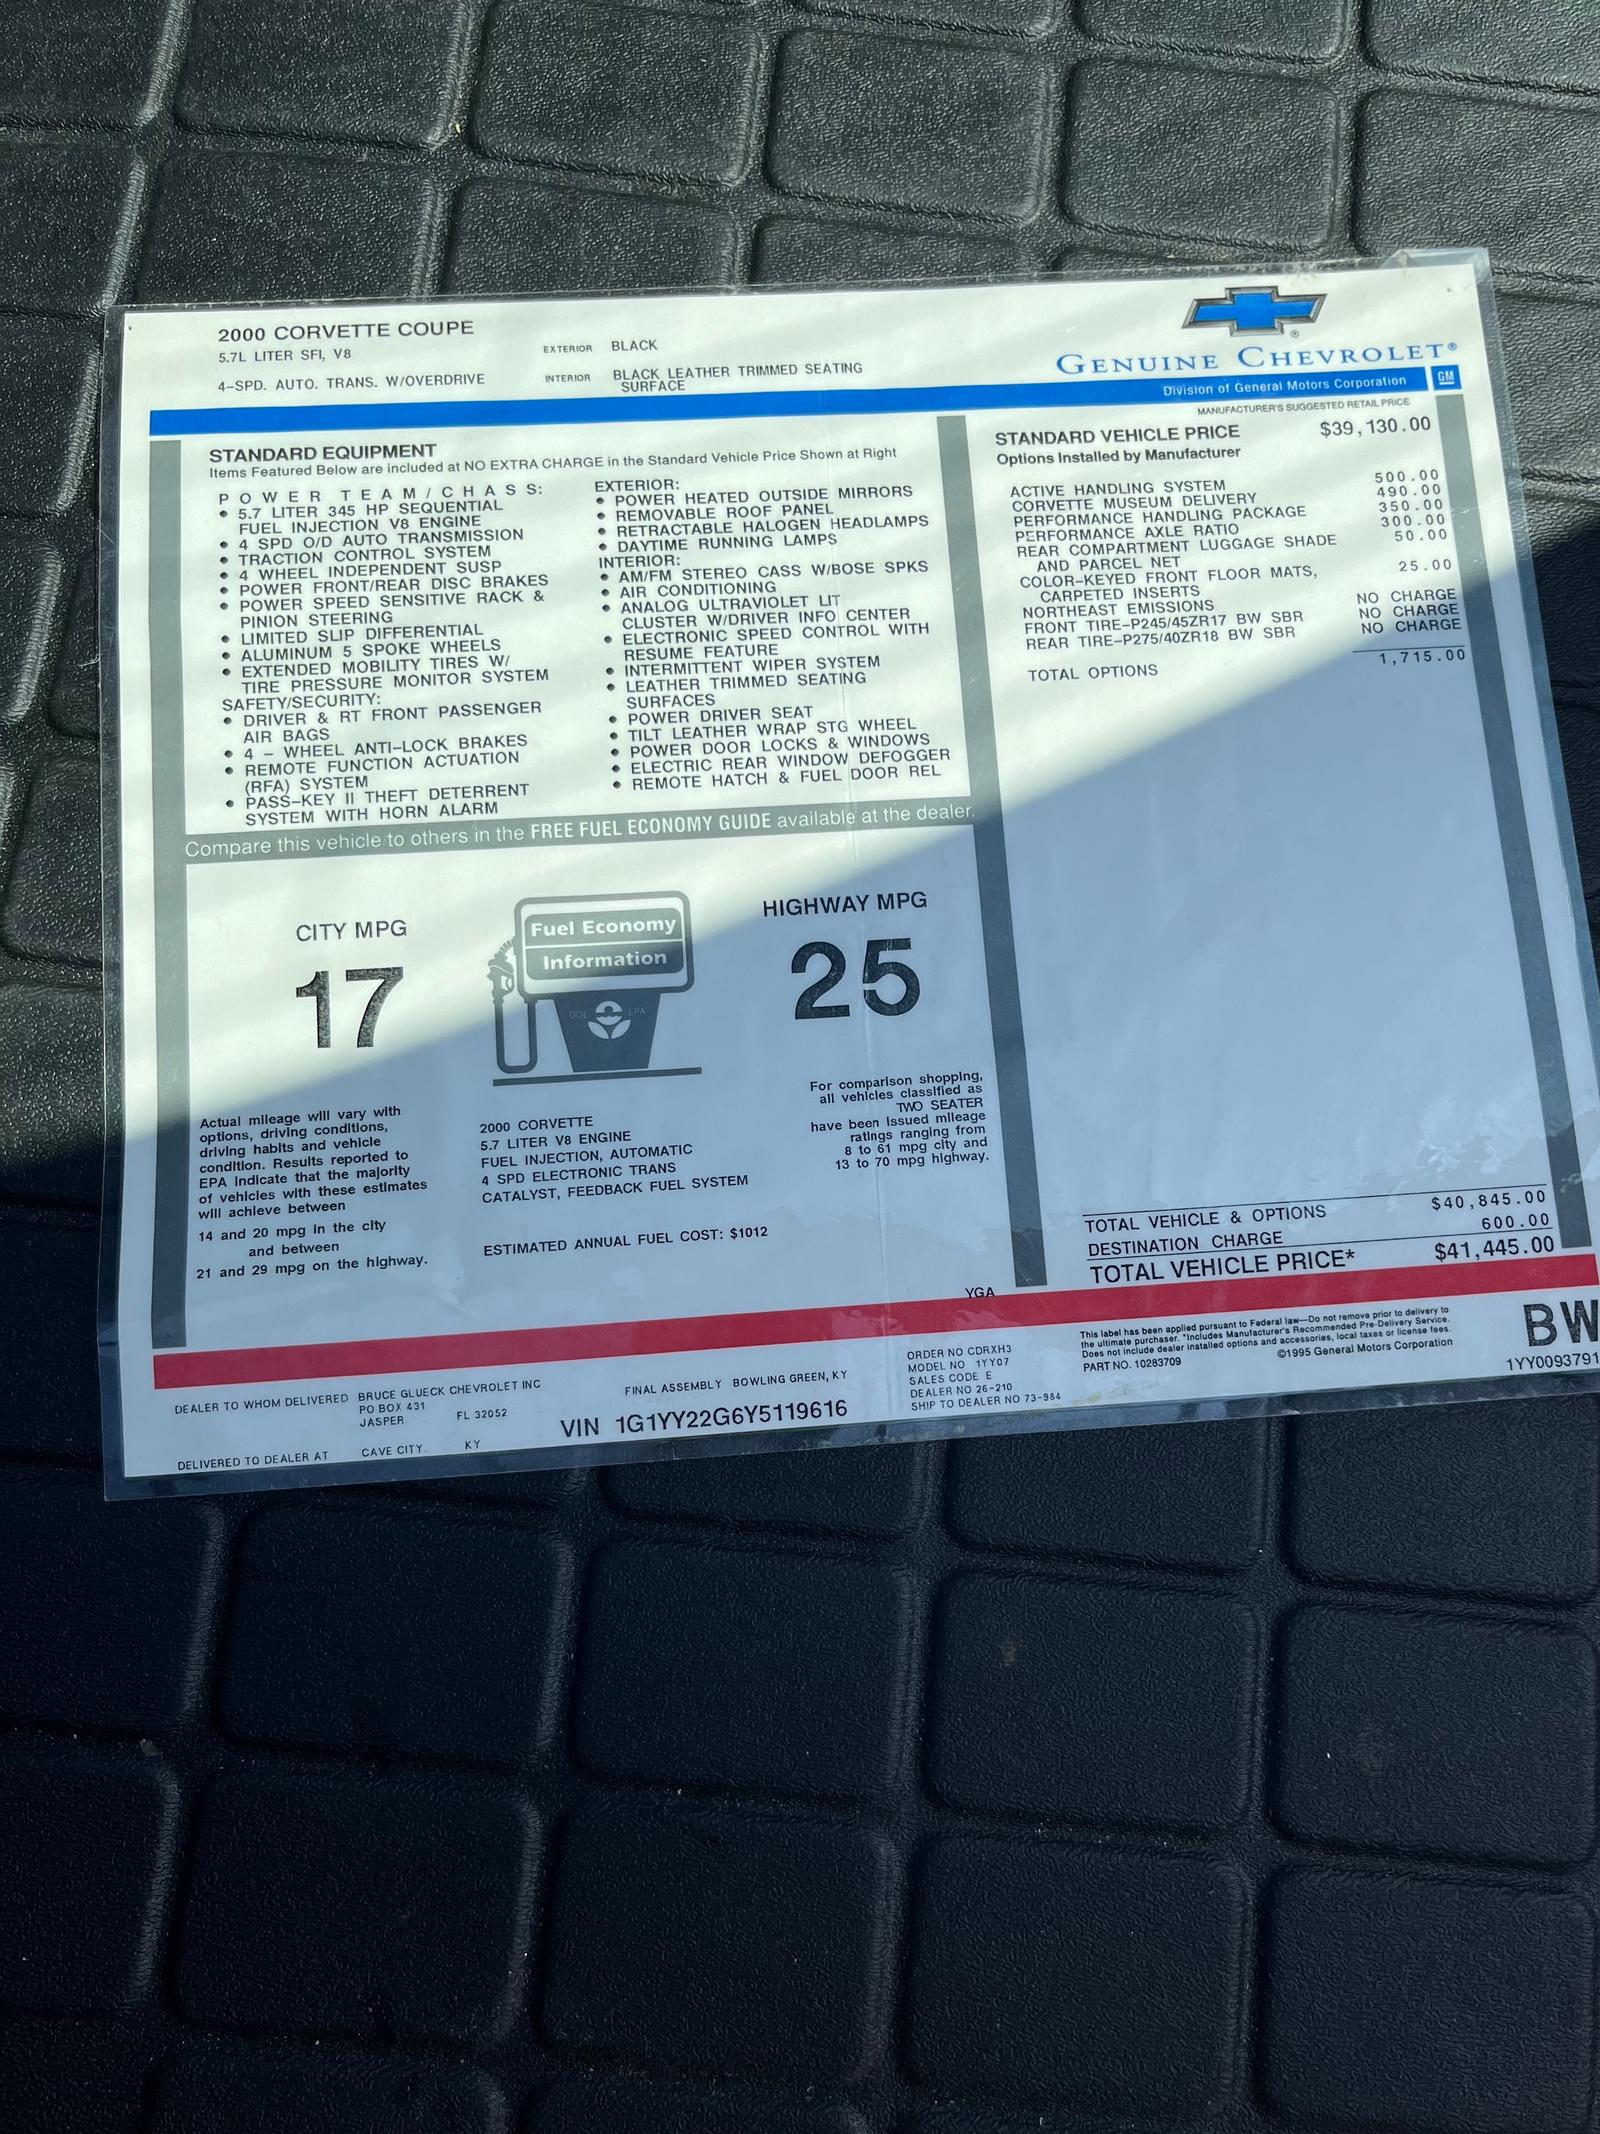 2000 CORVETTE COUPE
5.7L LITER SFI, V8
4-SPD. AUTO. TRANS. W/OVERDRIVE
EXTERIOR BLACK
INTERIOR BLACK LEATHER TRIMMED SEATING
SURFACE
GENUINE CHEVROLET®
Division of General Motors Corporation GM
MANUFACTURER'S SUGGESTED RETAIL PRICE
STANDARD EQUIPMENT
Items Featured Below are included at NO EXTRA CHARGE in the Standard Vehicle Price Shown at Right
POWER TEAM/CHASS:
• 5.7 LITER 345 HP SEQUENTIAL
FUEL INJECTION V8 ENGINE
• 4 SPD O/D AUTO TRANSMISSION
• TRACTION CONTROL SYSTEM
• 4 WHEEL INDEPENDENT SUSP
• POWER FRONT/REAR DISC BRAKES
• POWER SPEED SENSITIVE RACK &
PINION STEERING
• LIMITED SLIP DIFFERENTIAL
• ALUMINUM 5 SPOKE WHEELS
• EXTENDED MOBILITY TIRES W/
TIRE PRESSURE MONITOR SYSTEM
SAFETY/SECURITY:
• DRIVER & RT FRONT PASSENGER
AIR BAGS
• 4 - WHEEL ANTI-LOCK BRAKES
• REMOTE FUNCTION ACTUATION
(RFA) SYSTEM
• PASS-KEY II THEFT DETERRENT
SYSTEM WITH HORN ALARM
EXTERIOR:
• POWER HEATED OUTSIDE MIRRORS
• REMOVABLE ROOF PANEL
• RETRACTABLE HALOGEN HEADLAMPS
• DAYTIME RUNNING LAMPS
INTERIOR:
• AM/FM STEREO CASS W/BOSE SPKS
• AIR CONDITIONING
• ANALOG ULTRAVIOLET LIT
CLUSTER W/DRIVER INFO CENTER
• ELECTRONIC SPEED CONTROL WITH
RESUME FEATURE
• INTERMITTENT WIPER SYSTEM
• LEATHER TRIMMED SEATING
SURFACES
• POWER DRIVER SEAT
• TILT LEATHER WRAP STG WHEEL
• POWER DOOR LOCKS & WINDOWS
• ELECTRIC REAR WINDOW DEFOGGER
• REMOTE HATCH & FUEL DOOR REL
STANDARD VEHICLE PRICE $39,130.00
Options Installed by Manufacturer
ACTIVE HANDLING SYSTEM 500.00
CORVETTE MUSEUM DELIVERY 490.00
PERFORMANCE HANDLING PACKAGE 350.00
PERFORMANCE AXLE RATIO 300.00
REAR COMPARTMENT LUGGAGE SHADE 50.00
AND PARCEL NET
COLOR-KEYED FRONT FLOOR MATS, 25.00
CARPETED INSERTS
NORTHEAST EMISSIONS NO CHARGE
FRONT TIRE-P245/45ZR17 BW SBR NO CHARGE
REAR TIRE-P275/40ZR18 BW SBR NO CHARGE
TOTAL OPTIONS 1,715.00
Compare this vehicle to others in the FREE FUEL ECONOMY GUIDE available at the dealer.
CITY MPG
17
Fuel Economy
Information
DOE EPA
HIGHWAY MPG
25
Actual mileage will vary with
options, driving conditions,
driving habits and vehicle
condition. Results reported to
EPA indicate that the majority
of vehicles with these estimates
will achieve between
14 and 20 mpg in the city
and between
21 and 29 mpg on the highway.
2000 CORVETTE
5.7 LITER V8 ENGINE
FUEL INJECTION, AUTOMATIC
4 SPD ELECTRONIC TRANS
CATALYST, FEEDBACK FUEL SYSTEM
ESTIMATED ANNUAL FUEL COST: $1012
For comparison shopping,
all vehicles classified as
TWO SEATER
have been issued mileage
ratings ranging from
8 to 61 mpg city and
13 to 70 mpg highway.
TOTAL VEHICLE & OPTIONS $40,845.00
DESTINATION CHARGE 600.00
TOTAL VEHICLE PRICE* $41,445.00
YGA
DEALER TO WHOM DELIVERED BRUCE GLUECK CHEVROLET INC
PO BOX 431
JASPER FL 32052
DELIVERED TO DEALER AT CAVE CITY. KY
FINAL ASSEMBLY BOWLING GREEN, KY
VIN 1G1YY22G6Y5119616
ORDER NO CDRXH3
MODEL NO 1YY07
SALES CODE E
DEALER NO 26-210
SHIP TO DEALER NO 73-984
This label has been applied pursuant to Federal law—Do not remove prior to delivery to
the ultimate purchaser. *Includes Manufacturer's Recommended Pre-Delivery Service.
Does not include dealer installed options and accessories, local taxes or license fees.
PART NO. 10283709 ©1995 General Motors Corporation
BW
1YY0093791